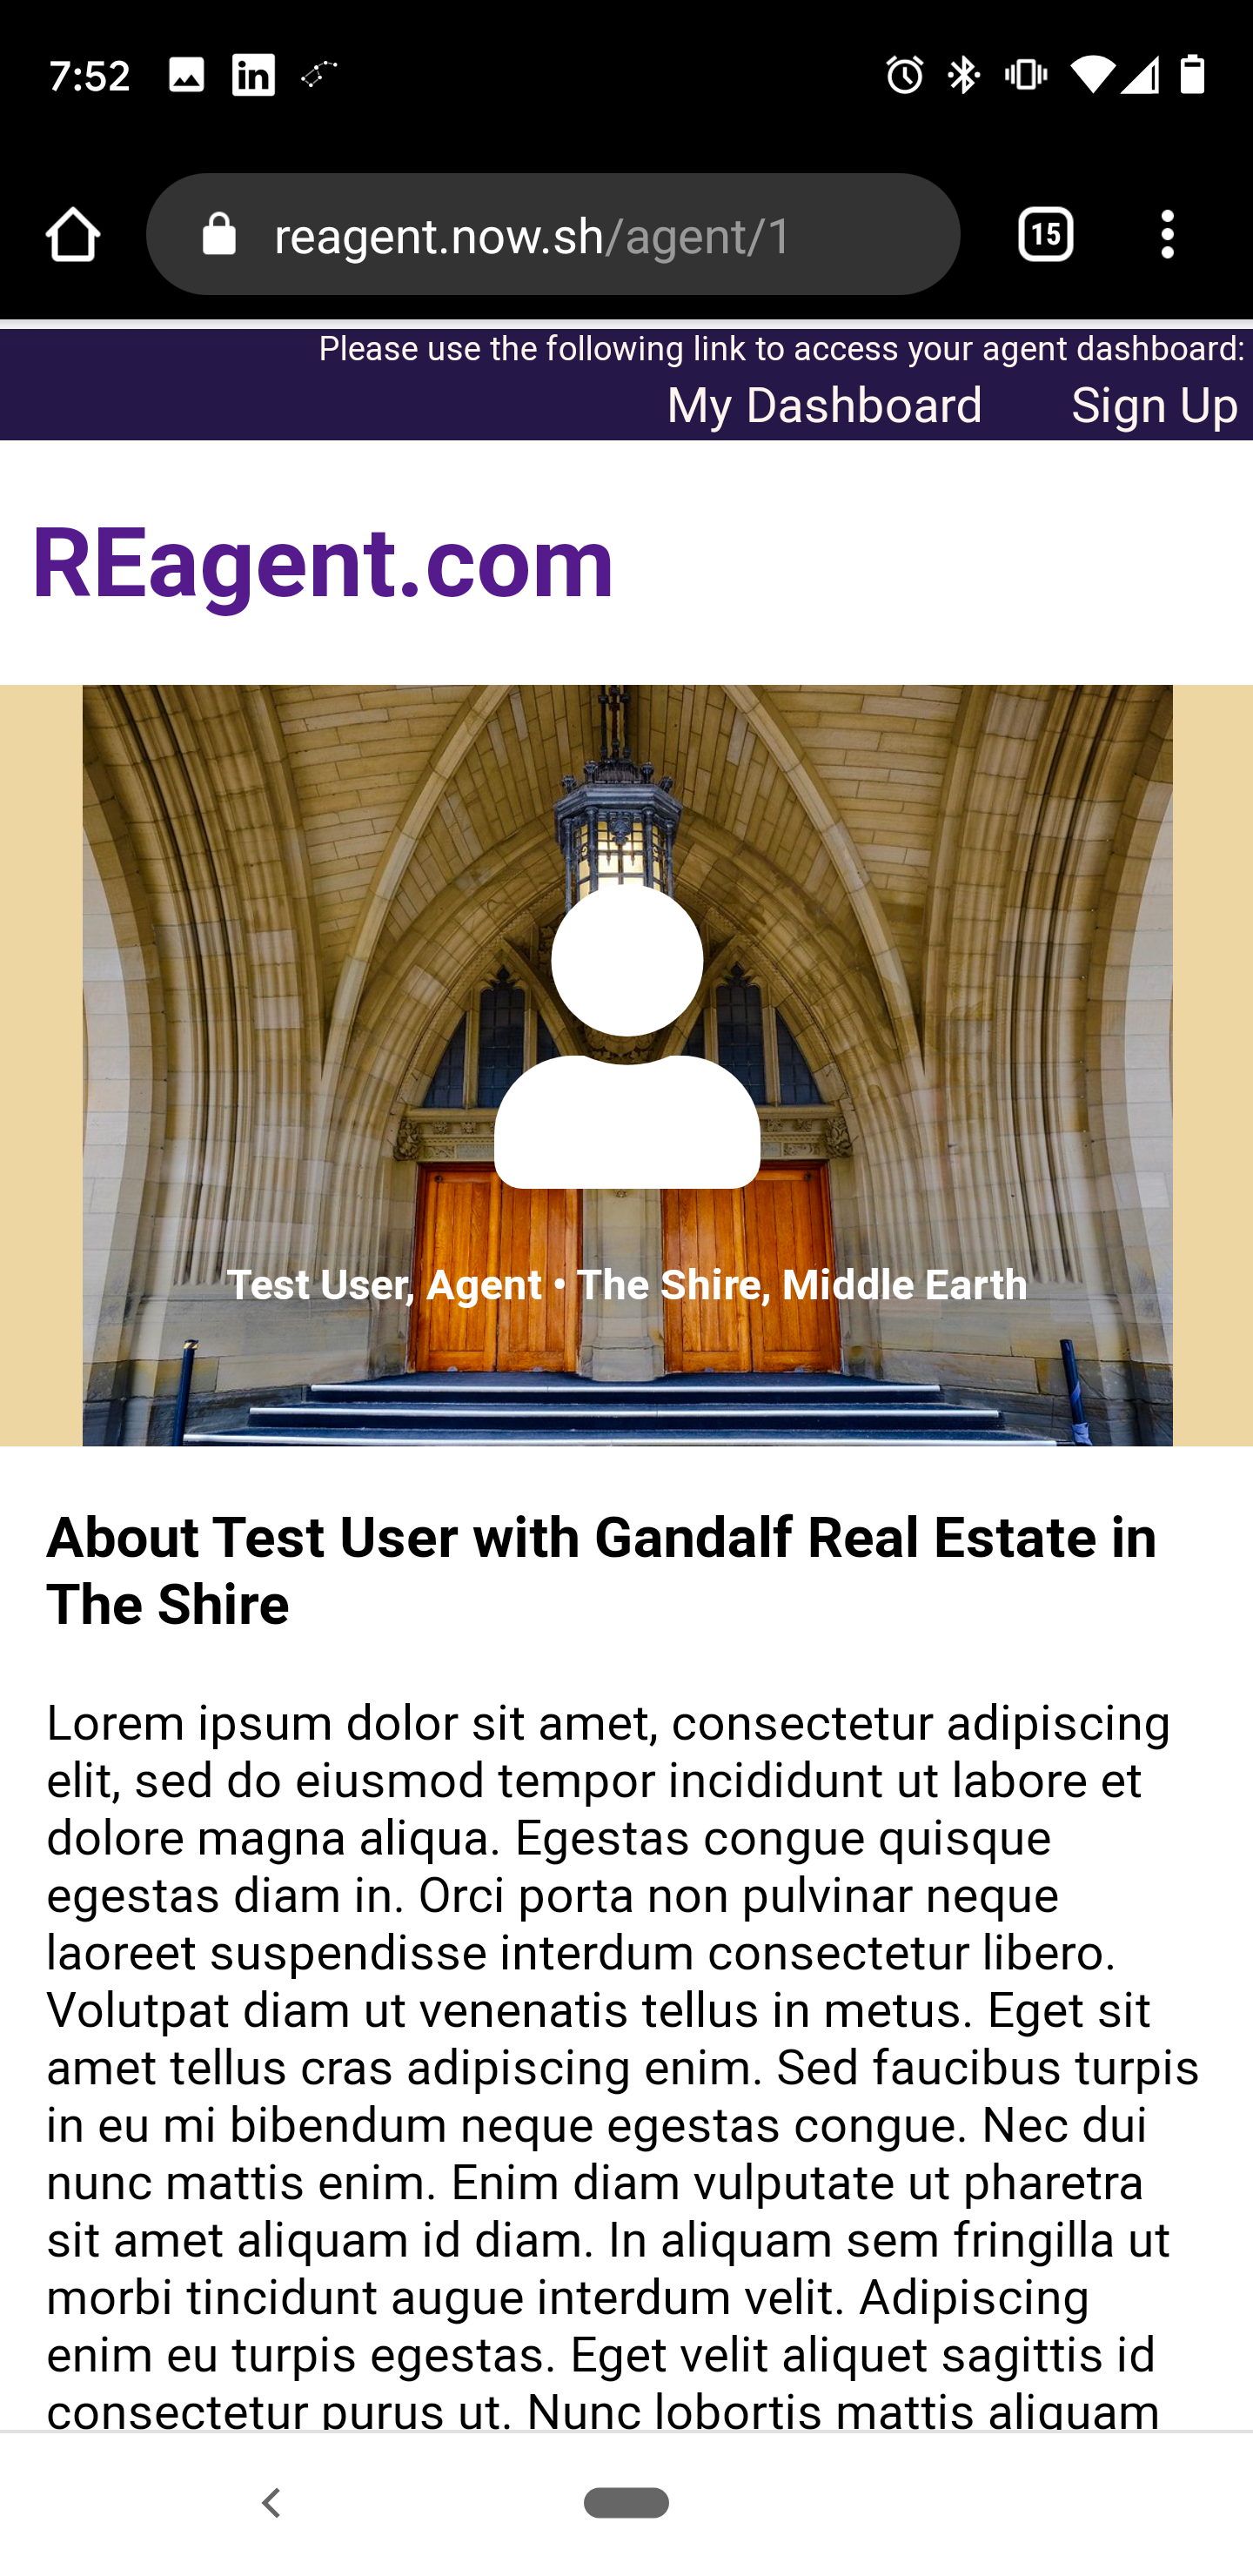 7:52
in
reagent.now.sh/agent/1
15
Please use the following link to access your agent dashboard:
My Dashboard Sign Up
REagent.com
Test User, Agent • The Shire, Middle Earth
About Test User with Gandalf Real Estate in
The Shire
Lorem ipsum dolor sit amet, consectetur adipiscing
elit, sed do eiusmod tempor incididunt ut labore et
dolore magna aliqua. Egestas congue quisque
egestas diam in. Orci porta non pulvinar neque
laoreet suspendisse interdum consectetur libero.
Volutpat diam ut venenatis tellus in metus. Eget sit
amet tellus cras adipiscing enim. Sed faucibus turpis
in eu mi bibendum neque egestas congue. Nec dui
nunc mattis enim. Enim diam vulputate ut pharetra
sit amet aliquam id diam. In aliquam sem fringilla ut
morbi tincidunt augue interdum velit. Adipiscing
enim eu turpis egestas. Eget velit aliquet sagittis id
consectetur purus ut. Nunc lobortis mattis aliquam